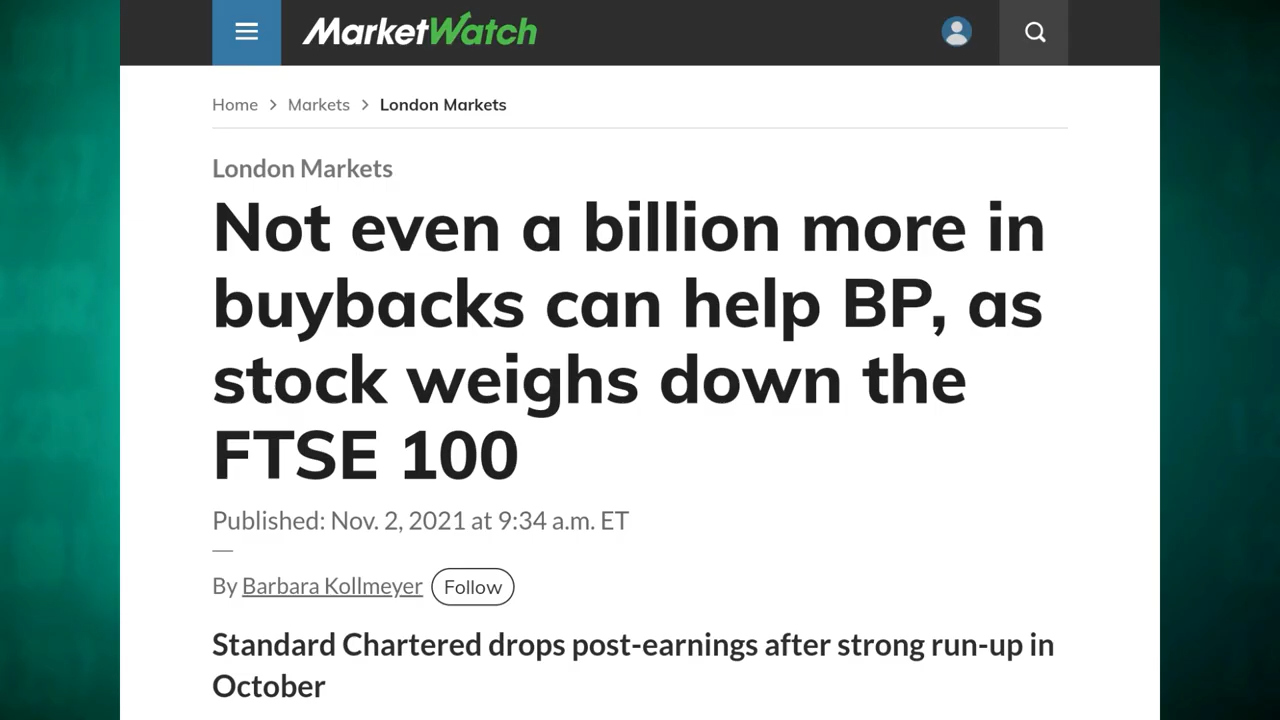 MarketWatch
Home > Markets > London Markets
London Markets
Not even a billion more in
buybacks can help BP, as
stock weighs down the
FTSE 100
Published: Nov. 2, 2021 at 9:34 a.m. ET
By Barbara Kollmeyer Follow
Standard Chartered drops post-earnings after strong run-up in
October